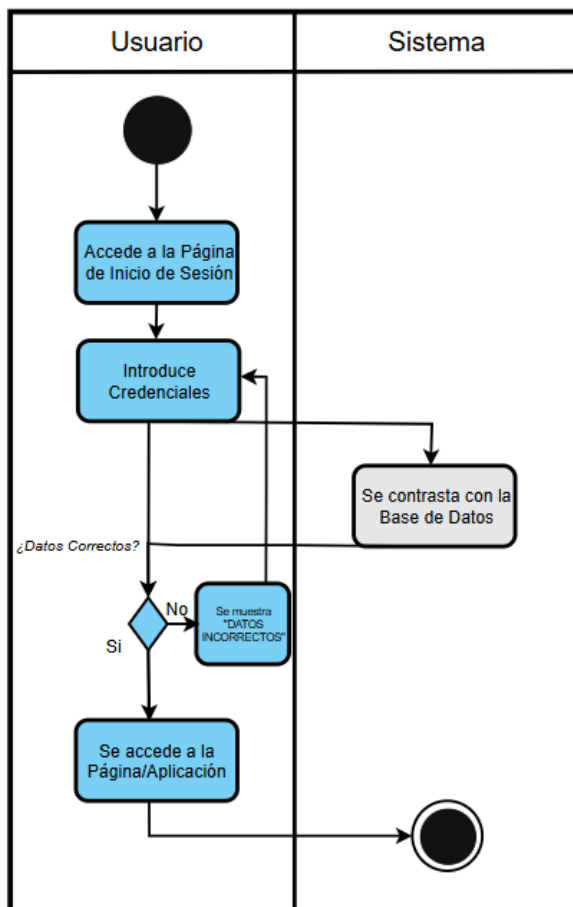 Usuario
Sistema
Accede a la Página
de Inicio de Sesión
Introduce
Credenciales
Se contrasta con la
Base de Datos
¿Datos Correctos?
No
Se muestra
"DATOS
INCORRECTOS"
Si
Se accede a la
Página/Aplicación